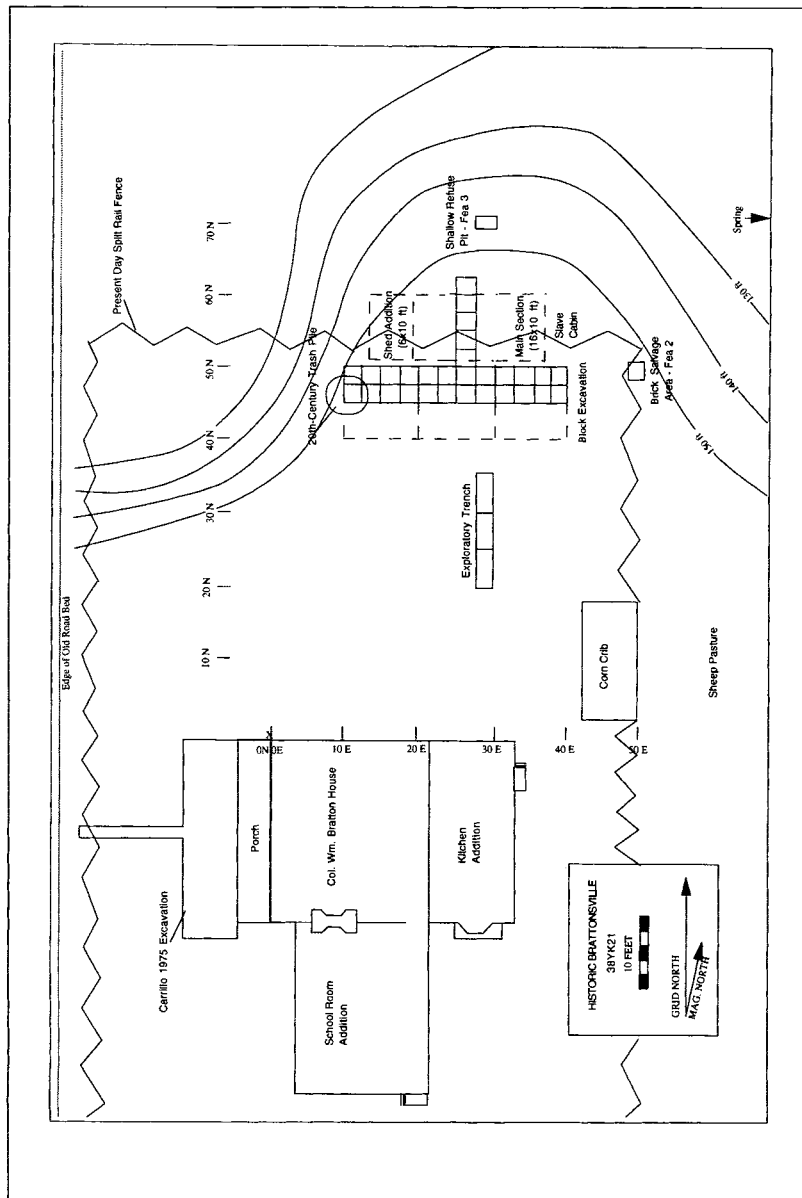 Edge of Old Road Bed
Present Day Split Rail Fence
Carrillo 1975 Excavation
10 N
20 N
30 N
40 N
50 N
60 N
70 N
20th-Century Trash Pile
Shed Addition
(6x10 ft)
Shallow Refuse
Pit - Fea 3
Main Section
(16x10 ft)
Slave
Cabin
Block Excavation
Exploratory Trench
Brick Salvage
Area - Fea 2
Porch
0N
0E
10 E
20 E
30 E
40 E
50 E
Col. Wm. Bratton House
School Room
Addition
Kitchen
Addition
Corn Crib
Sheep Pasture
Spring
130 ft
140 ft
150 ft
HISTORIC BRATTONSVILLE
38YK21
10 FEET
GRID NORTH
MAG. NORTH